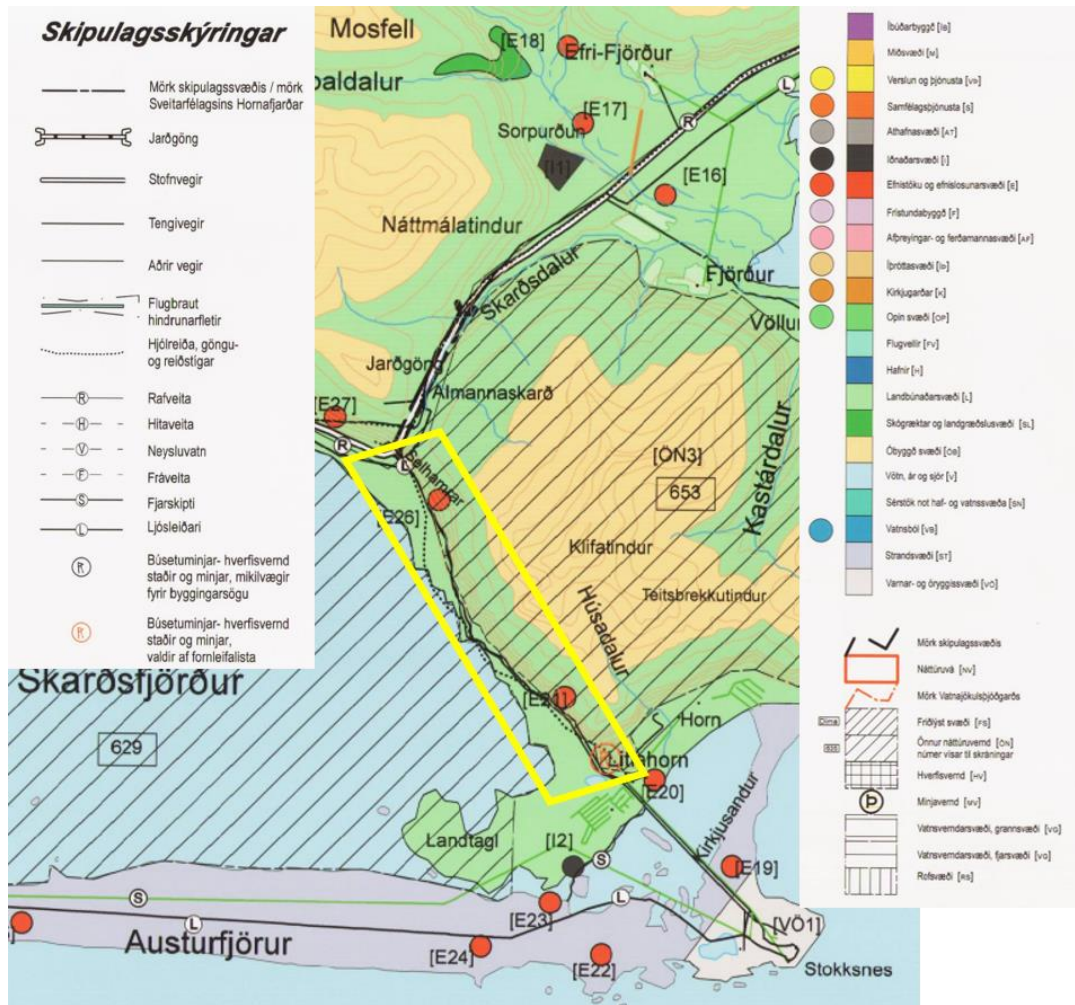 Skipulagsskýringar
Mörk skipulagssvæðis / mörk
Sveitarfélagsins Hornafjarðar
Jarðgöng
Stofnvegir
Tengivegir
Aðrir vegir
Flugbraut
hindrunarfletir
Hjólreiða, göngu-
og reiðstígar
R
Rafveita
H
Hitaveita
V
Neysluvatn
F
Fráveita
S
Fjarskipti
L
Ljósleiðari
R
Búsetuminjar- hverfisvernd
staðir og minjar, mikilvægir
fyrir byggingarsögu
R
Búsetuminjar- hverfisvernd
staðir og minjar,
valdir af fornleifalista
Mosfell
[E18]
Efri-Fjörður
paldalur
L
[E17]
R
Sorpurðun
[I1]
[E16]
Náttmálatindur
Skarðsdalur
Fjörður
Völlur
Jarðgöng
Almannaskarð
[E27]
R
L
Selhamrar
[ÖN3]
653
Kastárdalur
[E26]
Klifatindur
Teitsbrekkutindur
Húsadalur
Skarðsfjörður
629
[E21]
Horn
R
Litlahorn
[E20]
Landtagl
[I2]
S
Kirkjusandur
[E19]
S
L
[E23]
L
[VÖ1]
Austurfjörur
[E24]
[E22]
Stokksnes
Íbúðarbyggð [ÍB]
Miðsvæði [M]
Verslun og þjónusta [VÞ]
Samfélagsþjónusta [S]
Athafnasvæði [AT]
Iðnaðarsvæði [I]
Efnistöku og efnislosunarsvæði [E]
Frístundabyggð [F]
Afþreyingar- og ferðamannasvæði [AF]
Íþróttasvæði [ÍÞ]
Kirkjugarðar [K]
Opin svæði [OP]
Flugvellir [FV]
Hafnir [H]
Landbúnaðarsvæði [L]
Skógræktar og landgræðslusvæði [SL]
Óbyggð svæði [ÓB]
Vötn, ár og sjór [V]
Sérstök not haf- og vatnssvæða [SN]
Vatnsból [VB]
Strandsvæði [ST]
Varnar- og öryggissvæði [VÖ]
Mörk skipulagssvæðis
Náttúruvá [NV]
Mörk Vatnajökulsþjóðgarðs
Friðlýst svæði [FS]
Önnur náttúruvernd [ÖN]
númer vísar til skráningar
Hverfisvernd [HV]
Þ
Minjavernd [MV]
Vatnsverndarsvæði, grannsvæði [VG]
Vatnsverndarsvæði, fjarsvæði [VG]
Rofsvæði [RS]